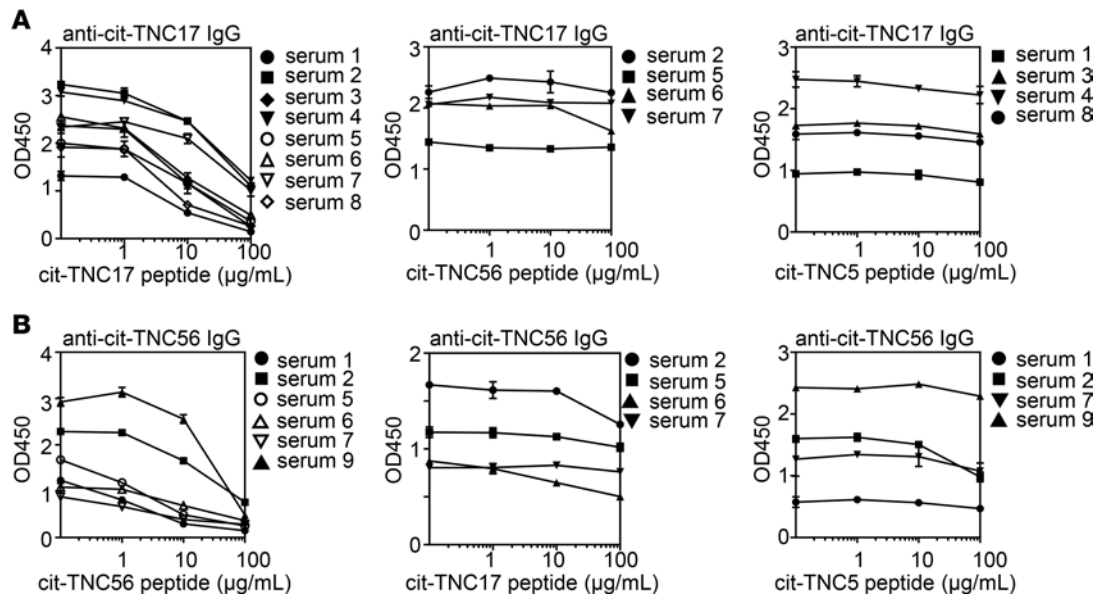 A
anti-cit-TNC17 IgG
4
3
2
1
0
OD450
1
10
100
cit-TNC17 peptide (µg/mL)
serum 1
serum 2
serum 3
serum 4
serum 5
serum 6
serum 7
serum 8
anti-cit-TNC17 IgG
3
2
1
0
OD450
1
10
100
cit-TNC56 peptide (µg/mL)
serum 2
serum 5
serum 6
serum 7
anti-cit-TNC17 IgG
3
2
1
0
OD450
1
10
100
cit-TNC5 peptide (µg/mL)
serum 1
serum 3
serum 4
serum 8
B
anti-cit-TNC56 IgG
4
3
2
1
0
OD450
1
10
100
cit-TNC56 peptide (µg/mL)
serum 1
serum 2
serum 5
serum 6
serum 7
serum 9
anti-cit-TNC56 IgG
2
1
0
OD450
1
10
100
cit-TNC17 peptide (µg/mL)
serum 2
serum 5
serum 6
serum 7
anti-cit-TNC56 IgG
3
2
1
0
OD450
1
10
100
cit-TNC5 peptide (µg/mL)
serum 1
serum 2
serum 7
serum 9